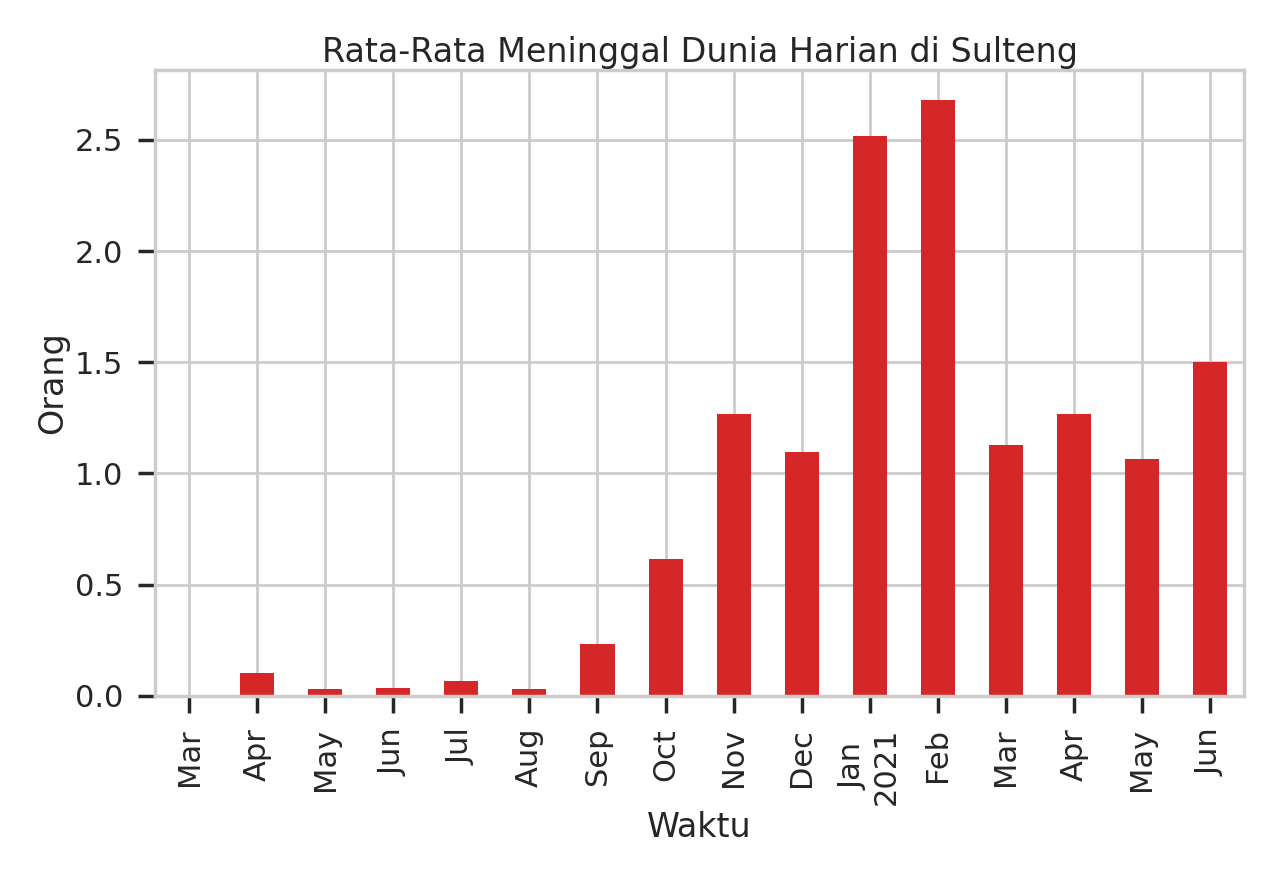 Rata-Rata Meninggal Dunia Harian di Sulteng
Orang
2.5
2.0
1.5
1.0
0.5
0.0
Mar
Apr
May
Jun
Jul
Aug
Sep
Oct
Nov
Dec
Jan
2021
Feb
Mar
Apr
May
Jun
Waktu